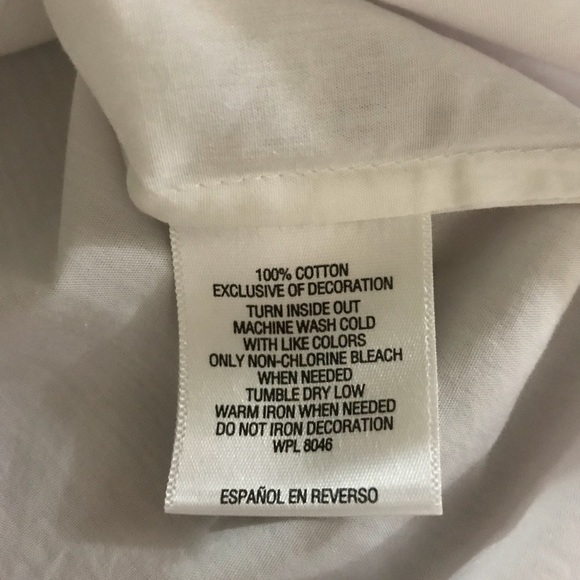 100% COTTON
EXCLUSIVE OF DECORATION
TURN INSIDE OUT
MACHINE WASH COLD
WITH LIKE COLORS
ONLY NON-CHLORINE BLEACH
WHEN NEEDED
TUMBLE DRY LOW
WARM IRON WHEN NEEDED
DO NOT IRON DECORATION
WPL 8046
ESPAÑOL EN REVERSO